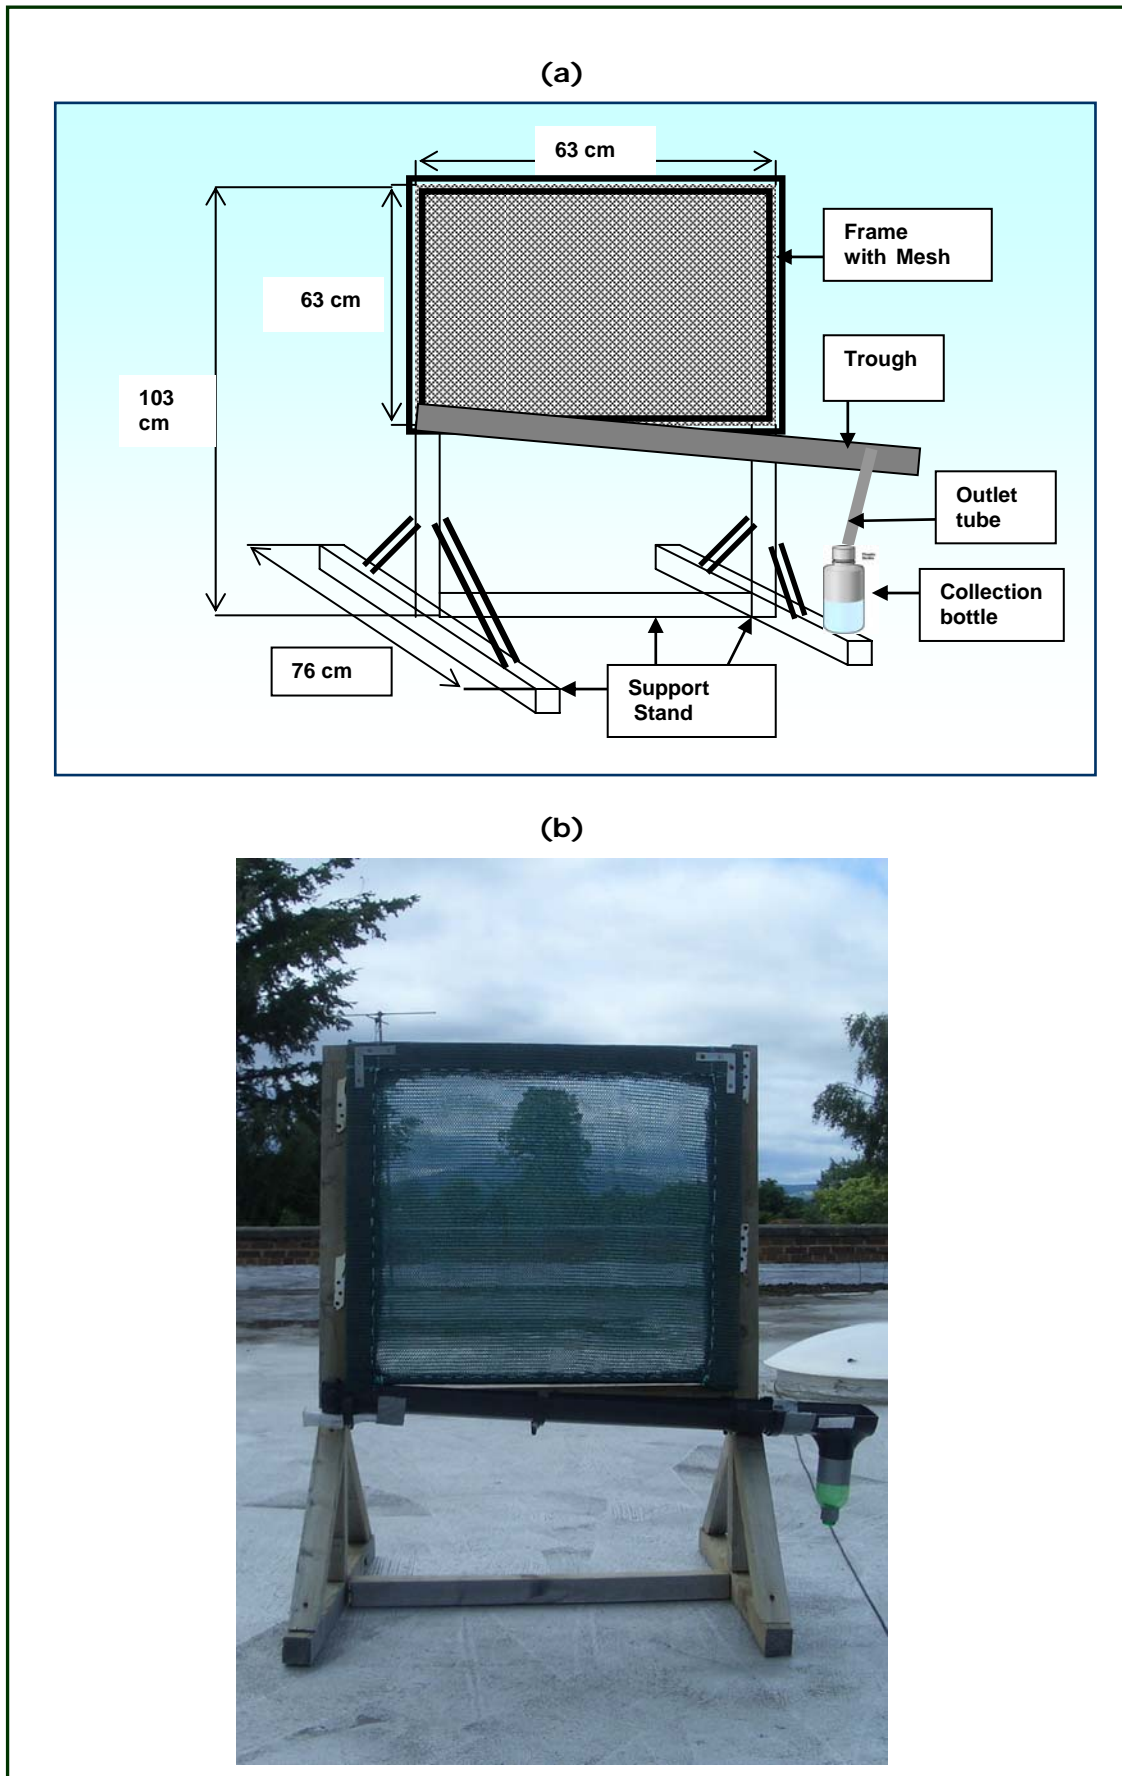 (a)
63 cm
Frame
with Mesh
63 cm
Trough
103
cm
Outlet
tube
Collection
bottle
76 cm
Support
Stand
(b)